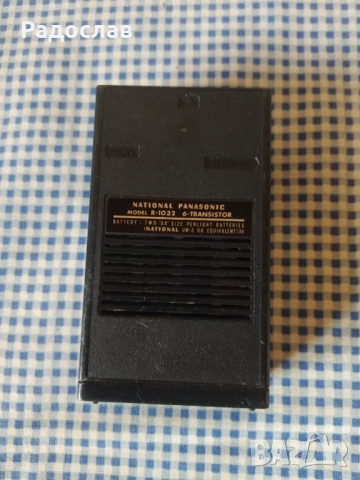 Радослав
NATIONAL PANASONIC
MODEL R-1032 6-TRANSISTOR
BATTERY : TWO "AA" SIZE PENLIGHT BATTERIES
(NATIONAL UM-3 OR EQUIVALENT) 3V
BAZAR